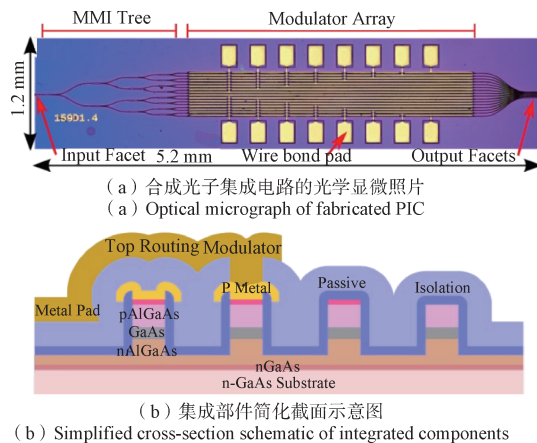 MMI Tree
Modulator Array
1.2 mm
159D1.4
Input Facet
5.2 mm
Wire bond pad
Output Facets
(a)合成光子集成电路的光学显微照片
(a) Optical micrograph of fabricated PIC
Top Routing Modulator
P Metal
Passive
Isolation
Metal Pad
pAlGaAs
GaAs
nAlGaAs
nGaAs
n-GaAs Substrate
(b)集成部件简化截面示意图
(b) Simplified cross-section schematic of integrated components